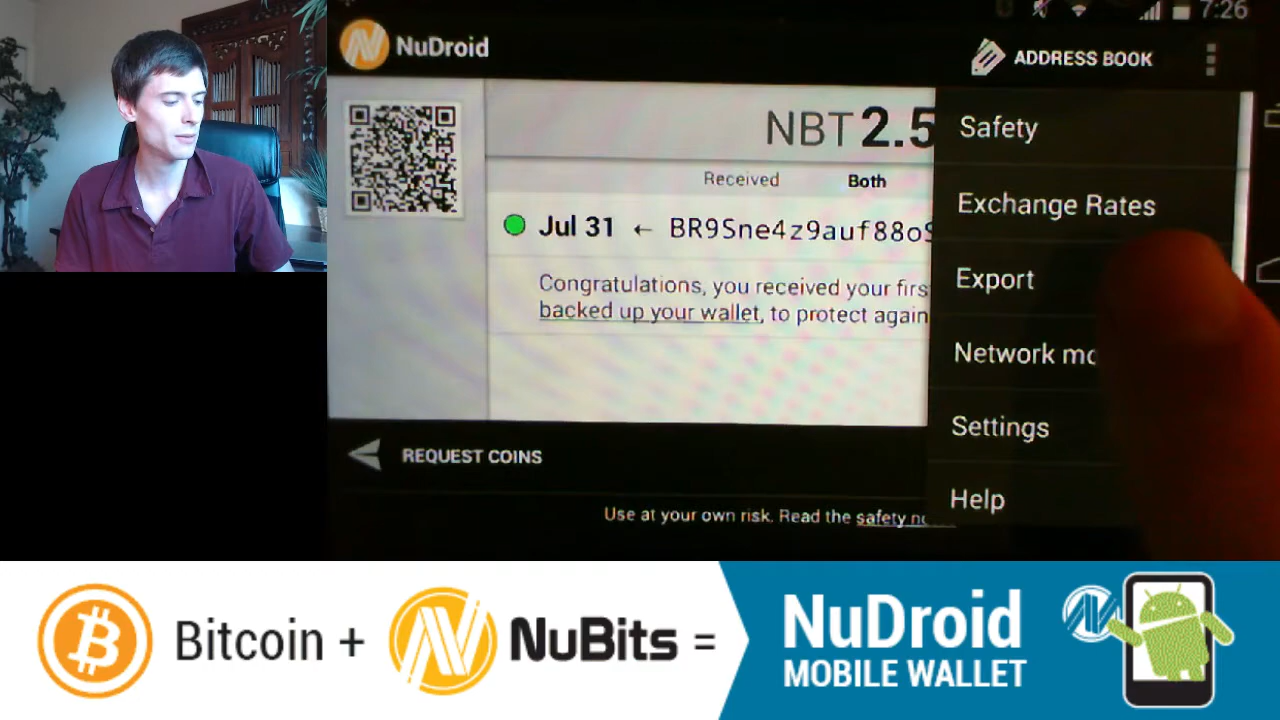 7:26
NuDroid
ADDRESS BOOK
NBT 2.5
Received Both
Jul 31 ← BR9Sne4z9auf88o
Congratulations, you received your firs
backed up your wallet, to protect again
REQUEST COINS
Use at your own risk. Read the safety
Safety
Exchange Rates
Export
Network
Settings
Help
Bitcoin + NuBits =
NuDroid
MOBILE WALLET